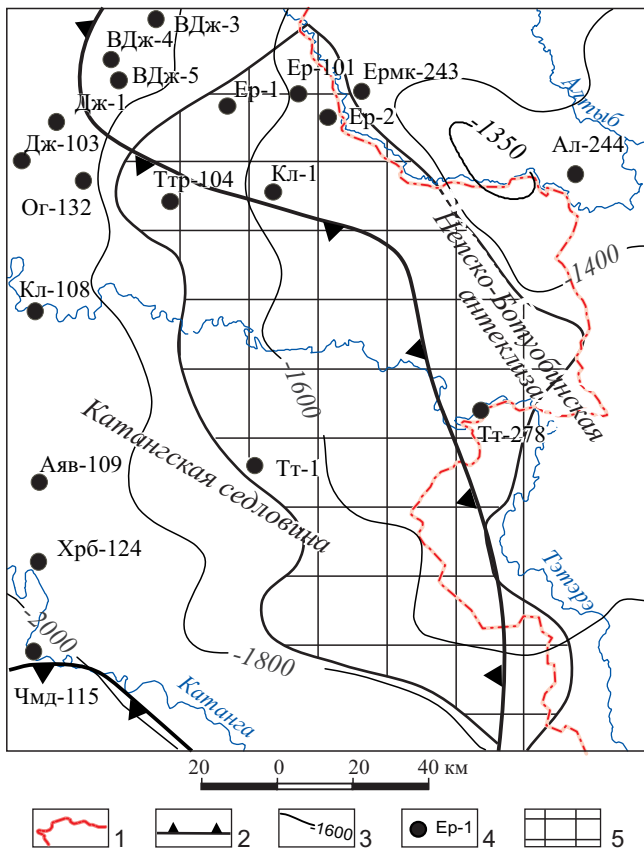 ВДж-3
ВДж-4
ВДж-5
Дж-1
Дж-103
Ог-132
Ер-101
Ермк-243
Ер-1
Ер-2
Алтыб
-1350
Ал-244
Ттр-104
Кл-1
Непско-Ботуобинская
антеклиза
-1400
Кл-108
-1600
Катангская седловина
Тт-278
Тт-1
Аяв-109
Хрб-124
Тэтэрэ
-2000
-1800
Чмд-115
Катанга
20 0 20 40 км
1
2
-1600 3
Ер-1 4
5